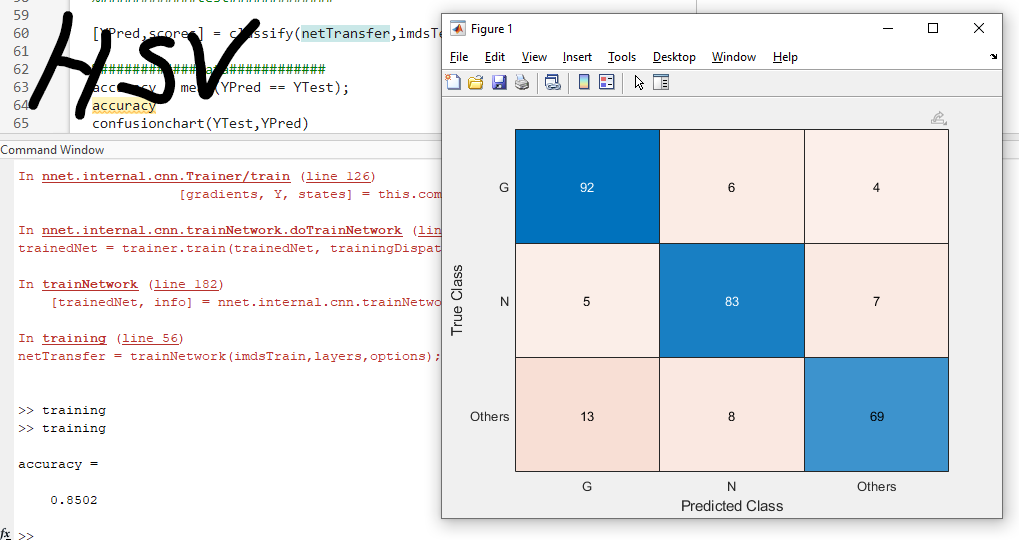 59
60 [YPred,scores] = classify(netTransfer,imdsTe
61
62 ############ata############
63 accuracy = mean(YPred == YTest);
64 accuracy
65 confusionchart(YTest,YPred)
HSV
Command Window
In nnet.internal.cnn.Trainer/train (line 126)
[gradients, Y, states] = this.com
In nnet.internal.cnn.trainNetwork.doTrainNetwork (lin
trainedNet = trainer.train(trainedNet, trainingDispat
In trainNetwork (line 182)
[trainedNet, info] = nnet.internal.cnn.trainNetwo
In training (line 56)
netTransfer = trainNetwork(imdsTrain,layers,options);
>> training
>> training
accuracy =
0.8502
fx >>
Figure 1
File Edit View Insert Tools Desktop Window Help
G 92 6 4
N 5 83 7
Others 13 8 69
G N Others
True Class
Predicted Class